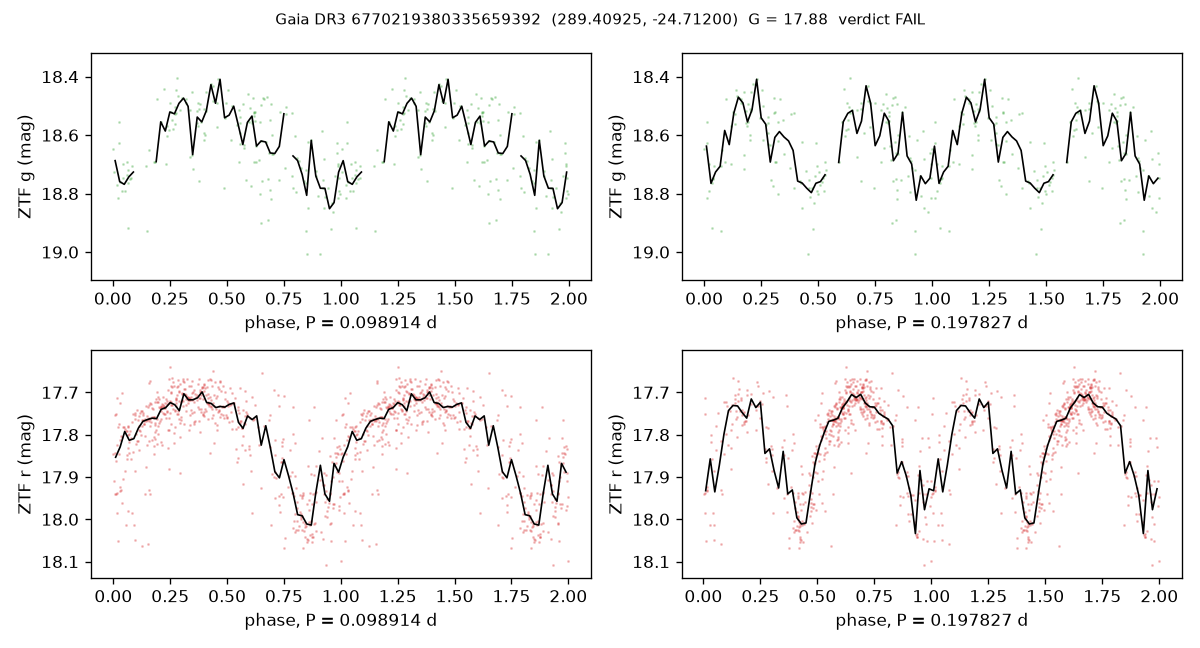 Gaia DR3 6770219380335659392  (289.40925, -24.71200)  G = 17.88  verdict FAIL
ZTF g (mag)
18.4
18.6
18.8
19.0
0.00 0.25 0.50 0.75 1.00 1.25 1.50 1.75 2.00
phase, P = 0.098914 d
ZTF g (mag)
18.4
18.6
18.8
19.0
0.00 0.25 0.50 0.75 1.00 1.25 1.50 1.75 2.00
phase, P = 0.197827 d
ZTF r (mag)
17.7
17.8
17.9
18.0
18.1
0.00 0.25 0.50 0.75 1.00 1.25 1.50 1.75 2.00
phase, P = 0.098914 d
ZTF r (mag)
17.7
17.8
17.9
18.0
18.1
0.00 0.25 0.50 0.75 1.00 1.25 1.50 1.75 2.00
phase, P = 0.197827 d